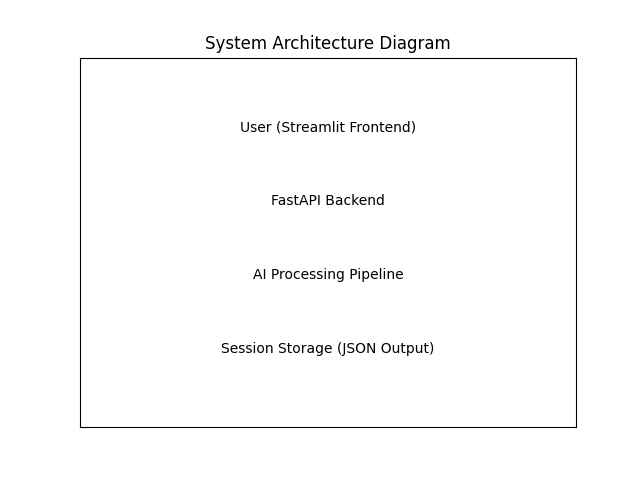 System Architecture Diagram
User (Streamlit Frontend)
FastAPI Backend
AI Processing Pipeline
Session Storage (JSON Output)